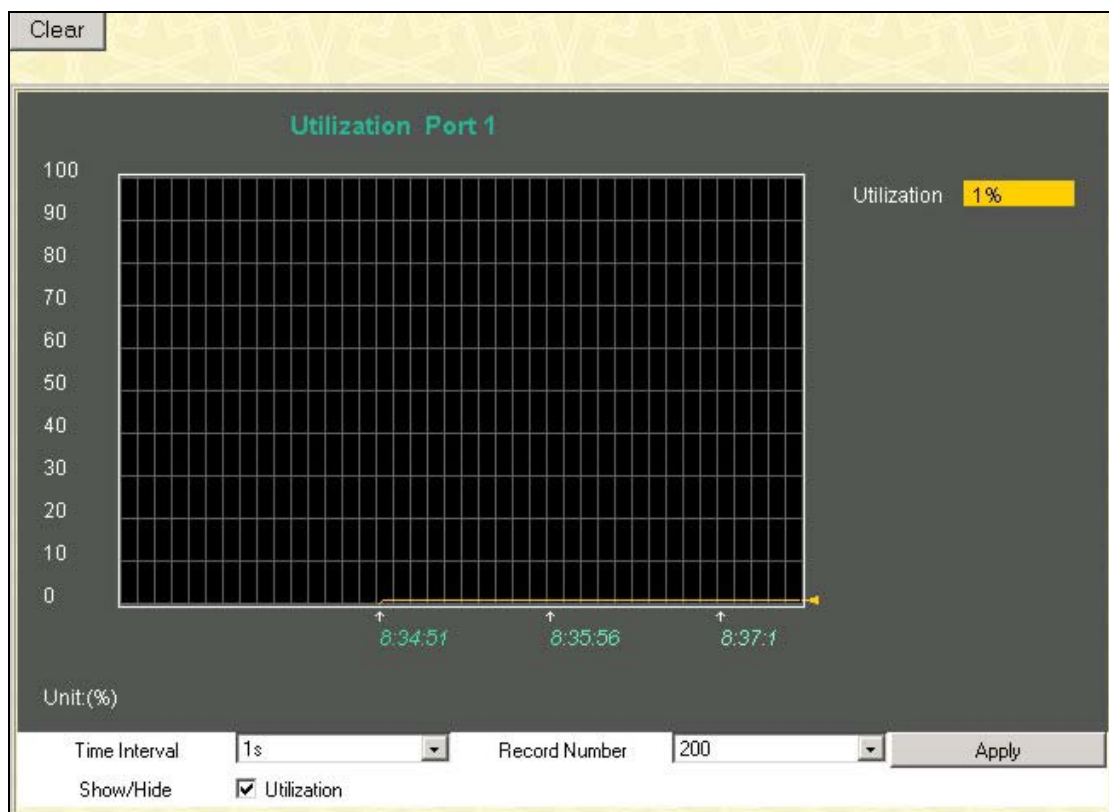 Clear
Utilization Port 1
100
90
80
70
60
50
40
30
20
10
0
Utilization 1%
8:34:51 8:35:56 8:37:1
Unit:(%)
Time Interval 1s Record Number 200 Apply
Show/Hide Utilization